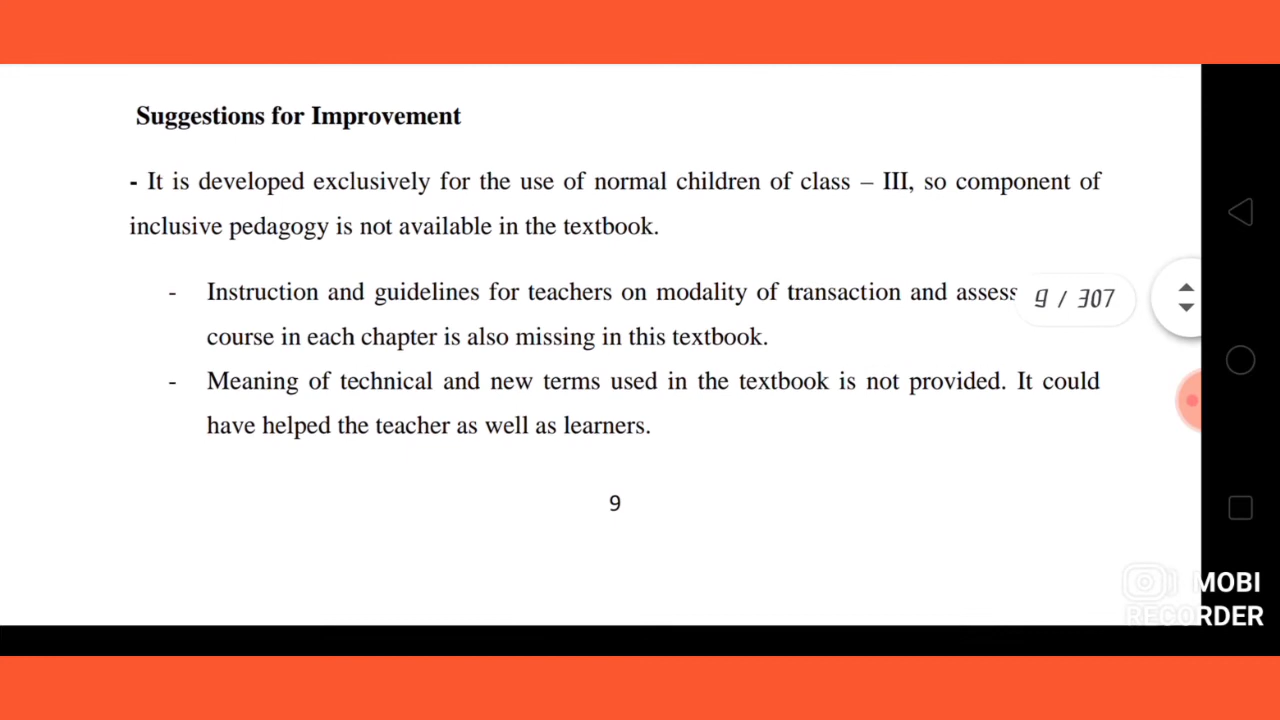 Suggestions for Improvement
- It is developed exclusively for the use of normal children of class – III, so component of
inclusive pedagogy is not available in the textbook.
- Instruction and guidelines for teachers on modality of transaction and assess
9 / 307
course in each chapter is also missing in this textbook.
- Meaning of technical and new terms used in the textbook is not provided. It could
have helped the teacher as well as learners.
9
MOBI
RECORDER